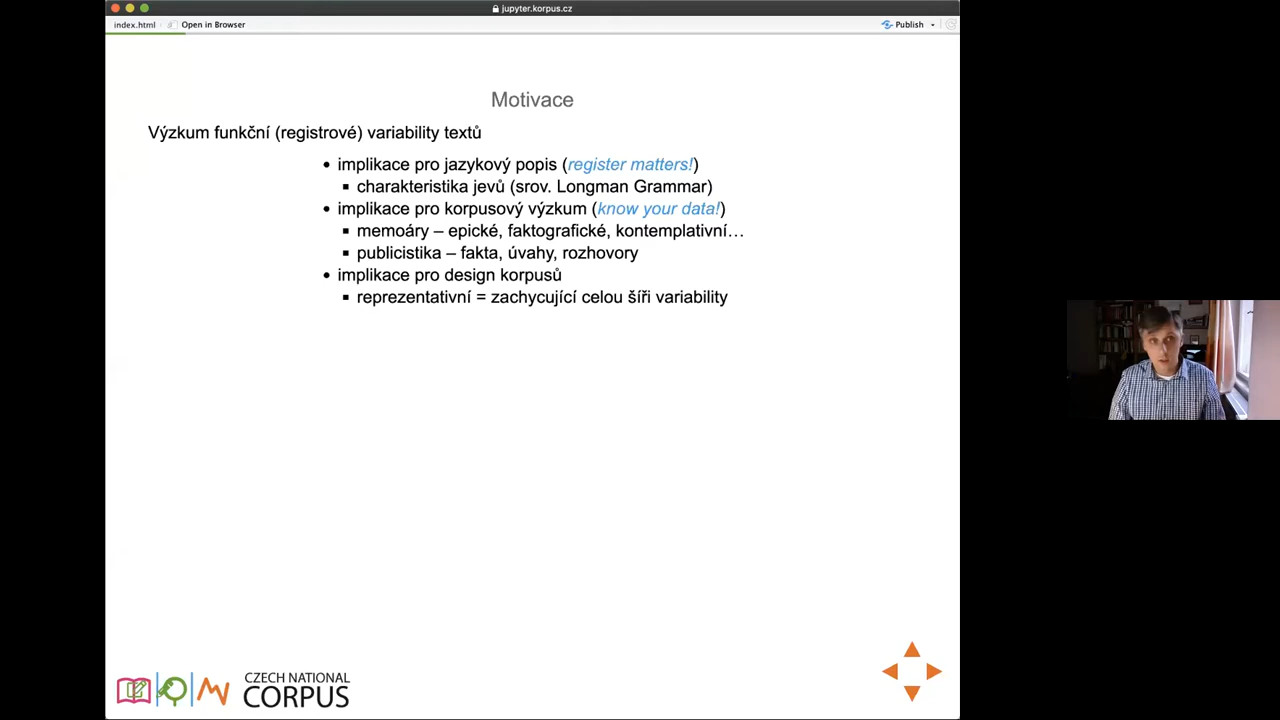 jupyter.korpus.cz
index.html Open in Browser Publish
Motivace
Výzkum funkční (registrové) variability textů
• implikace pro jazykový popis (register matters!)
▪ charakteristika jevů (srov. Longman Grammar)
• implikace pro korpusový výzkum (know your data!)
▪ memoáry – epické, faktografické, kontemplativní…
▪ publicistika – fakta, úvahy, rozhovory
• implikace pro design korpusů
▪ reprezentativní = zachycující celou šíři variability
CZECH NATIONAL
CORPUS